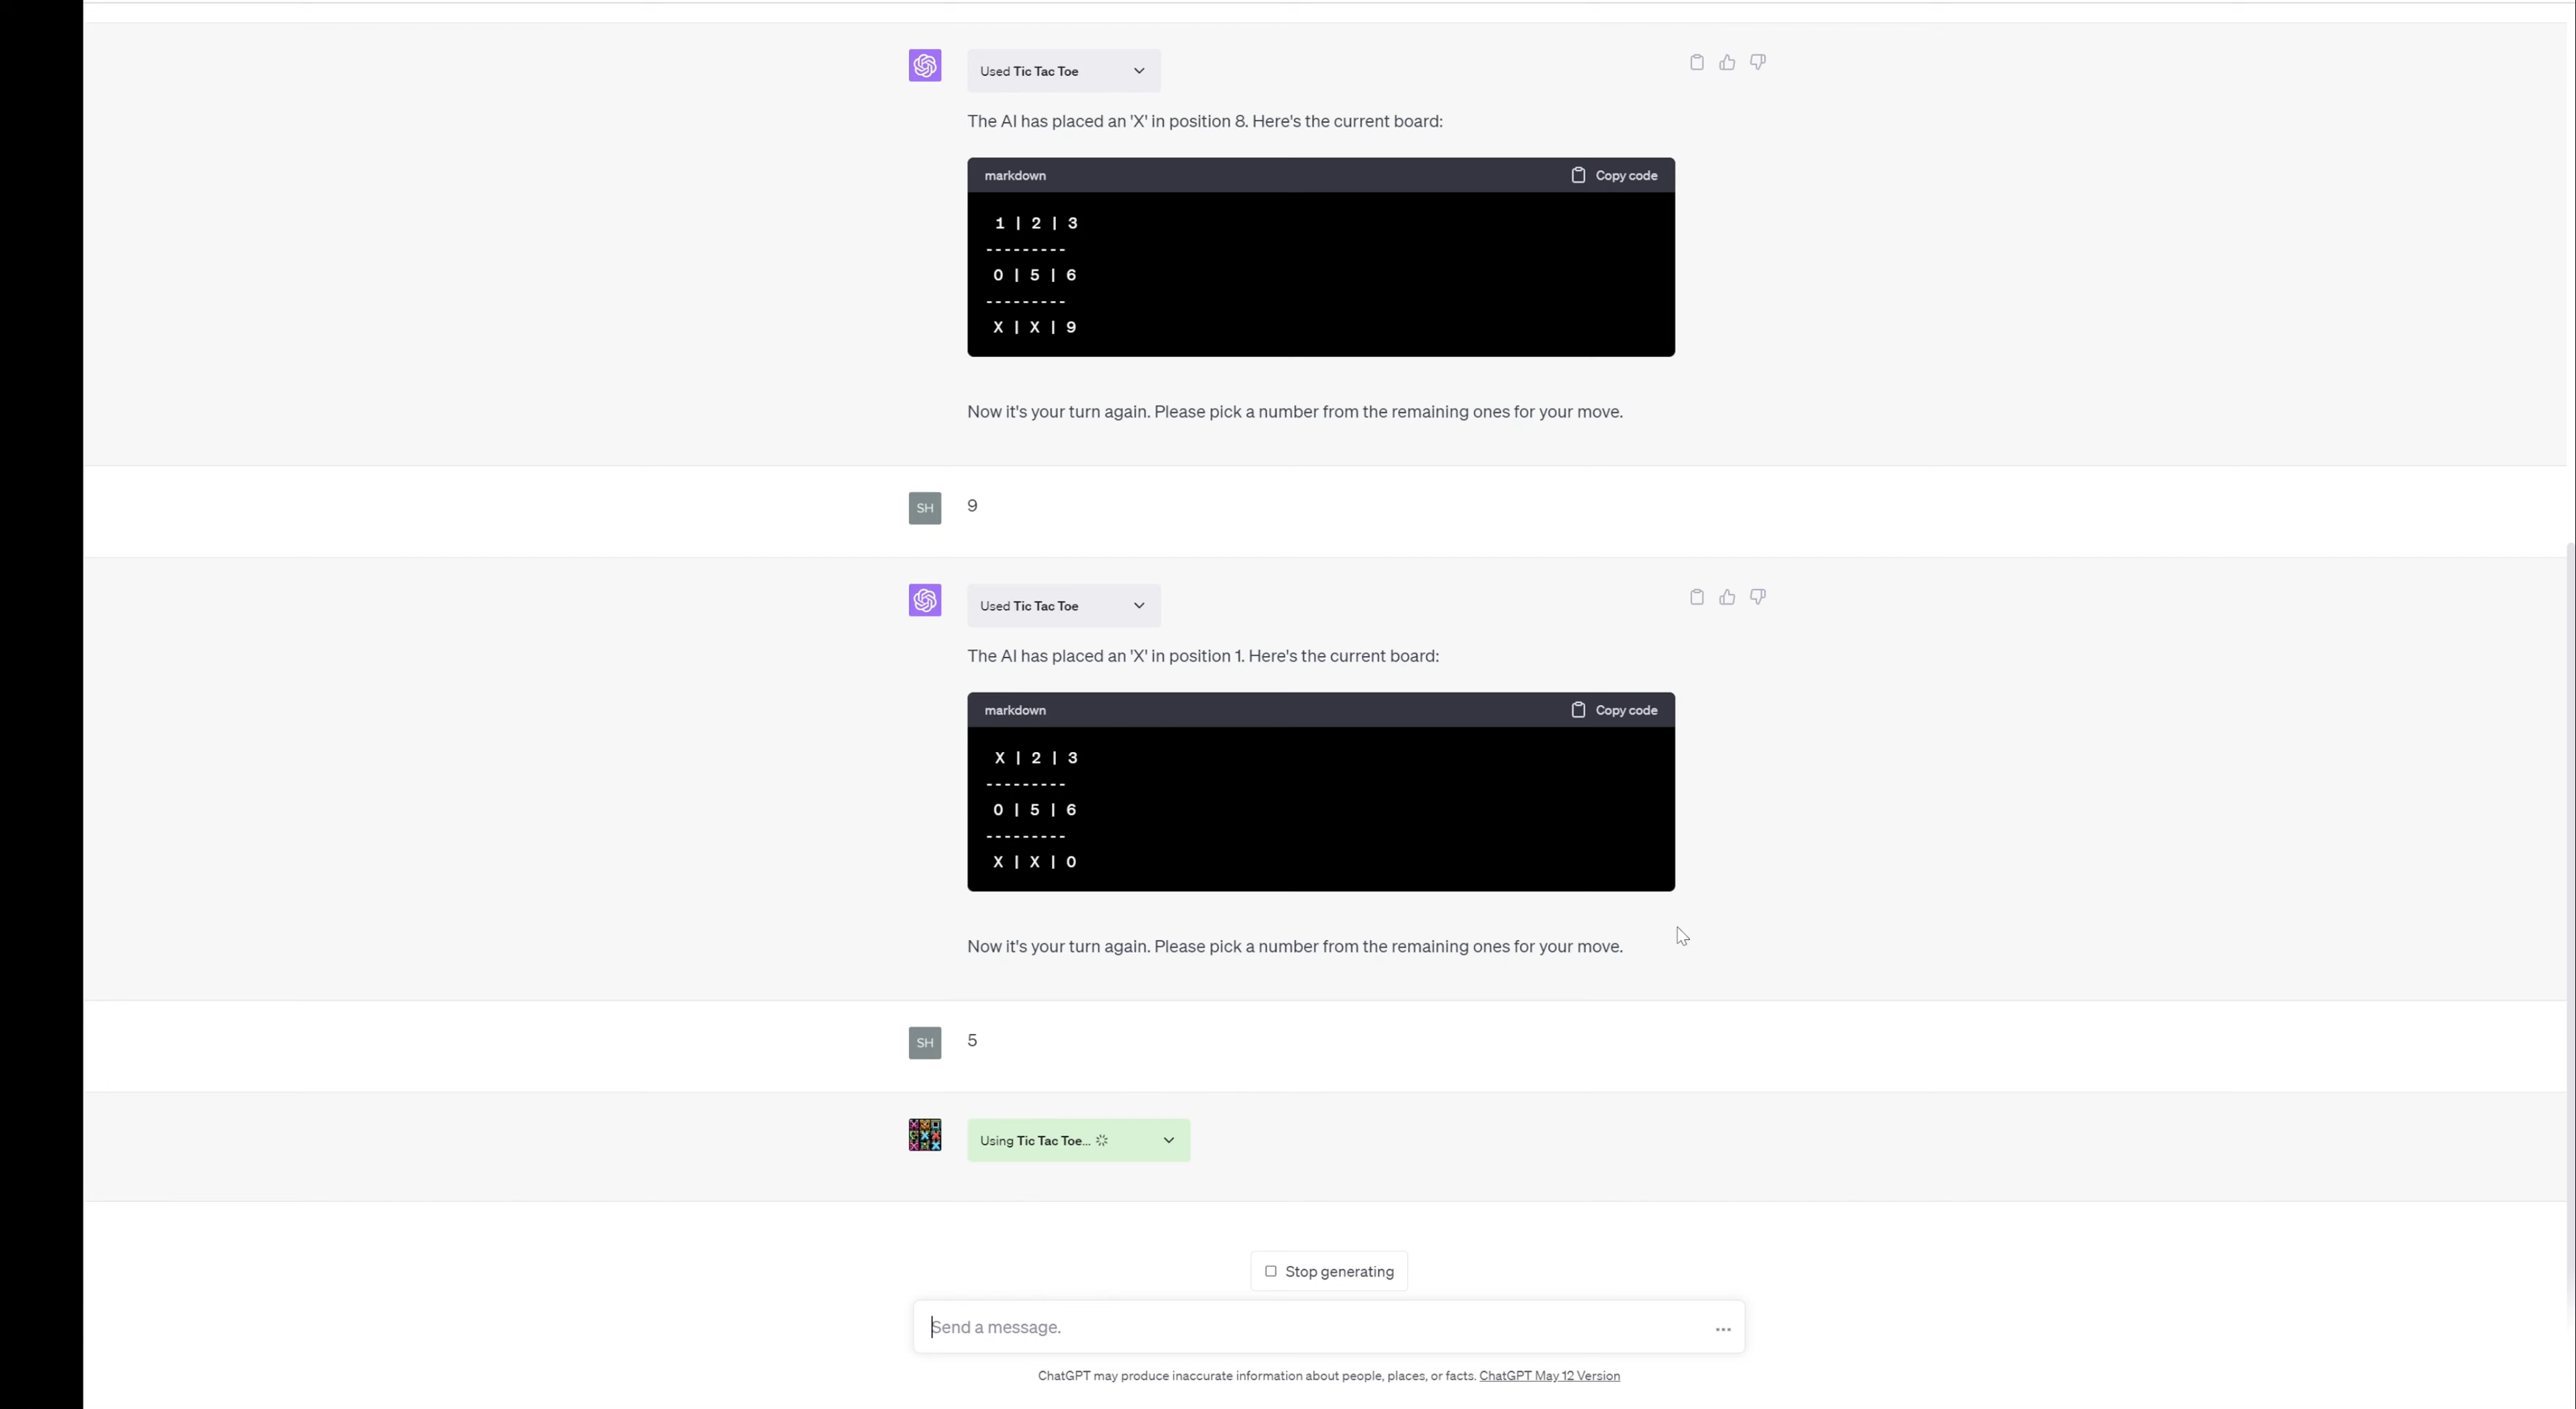 Used Tic Tac Toe
The AI has placed an 'X' in position 8. Here's the current board:
markdown
Copy code
1 | 2 | 3
---------
O | 5 | 6
---------
X | X | 9
Now it's your turn again. Please pick a number from the remaining ones for your move.
SH
9
Used Tic Tac Toe
The AI has placed an 'X' in position 1. Here's the current board:
markdown
Copy code
X | 2 | 3
---------
O | 5 | 6
---------
X | X | O
Now it's your turn again. Please pick a number from the remaining ones for your move.
SH
5
Using Tic Tac Toe...
Stop generating
Send a message.
ChatGPT may produce inaccurate information about people, places, or facts. ChatGPT May 12 Version